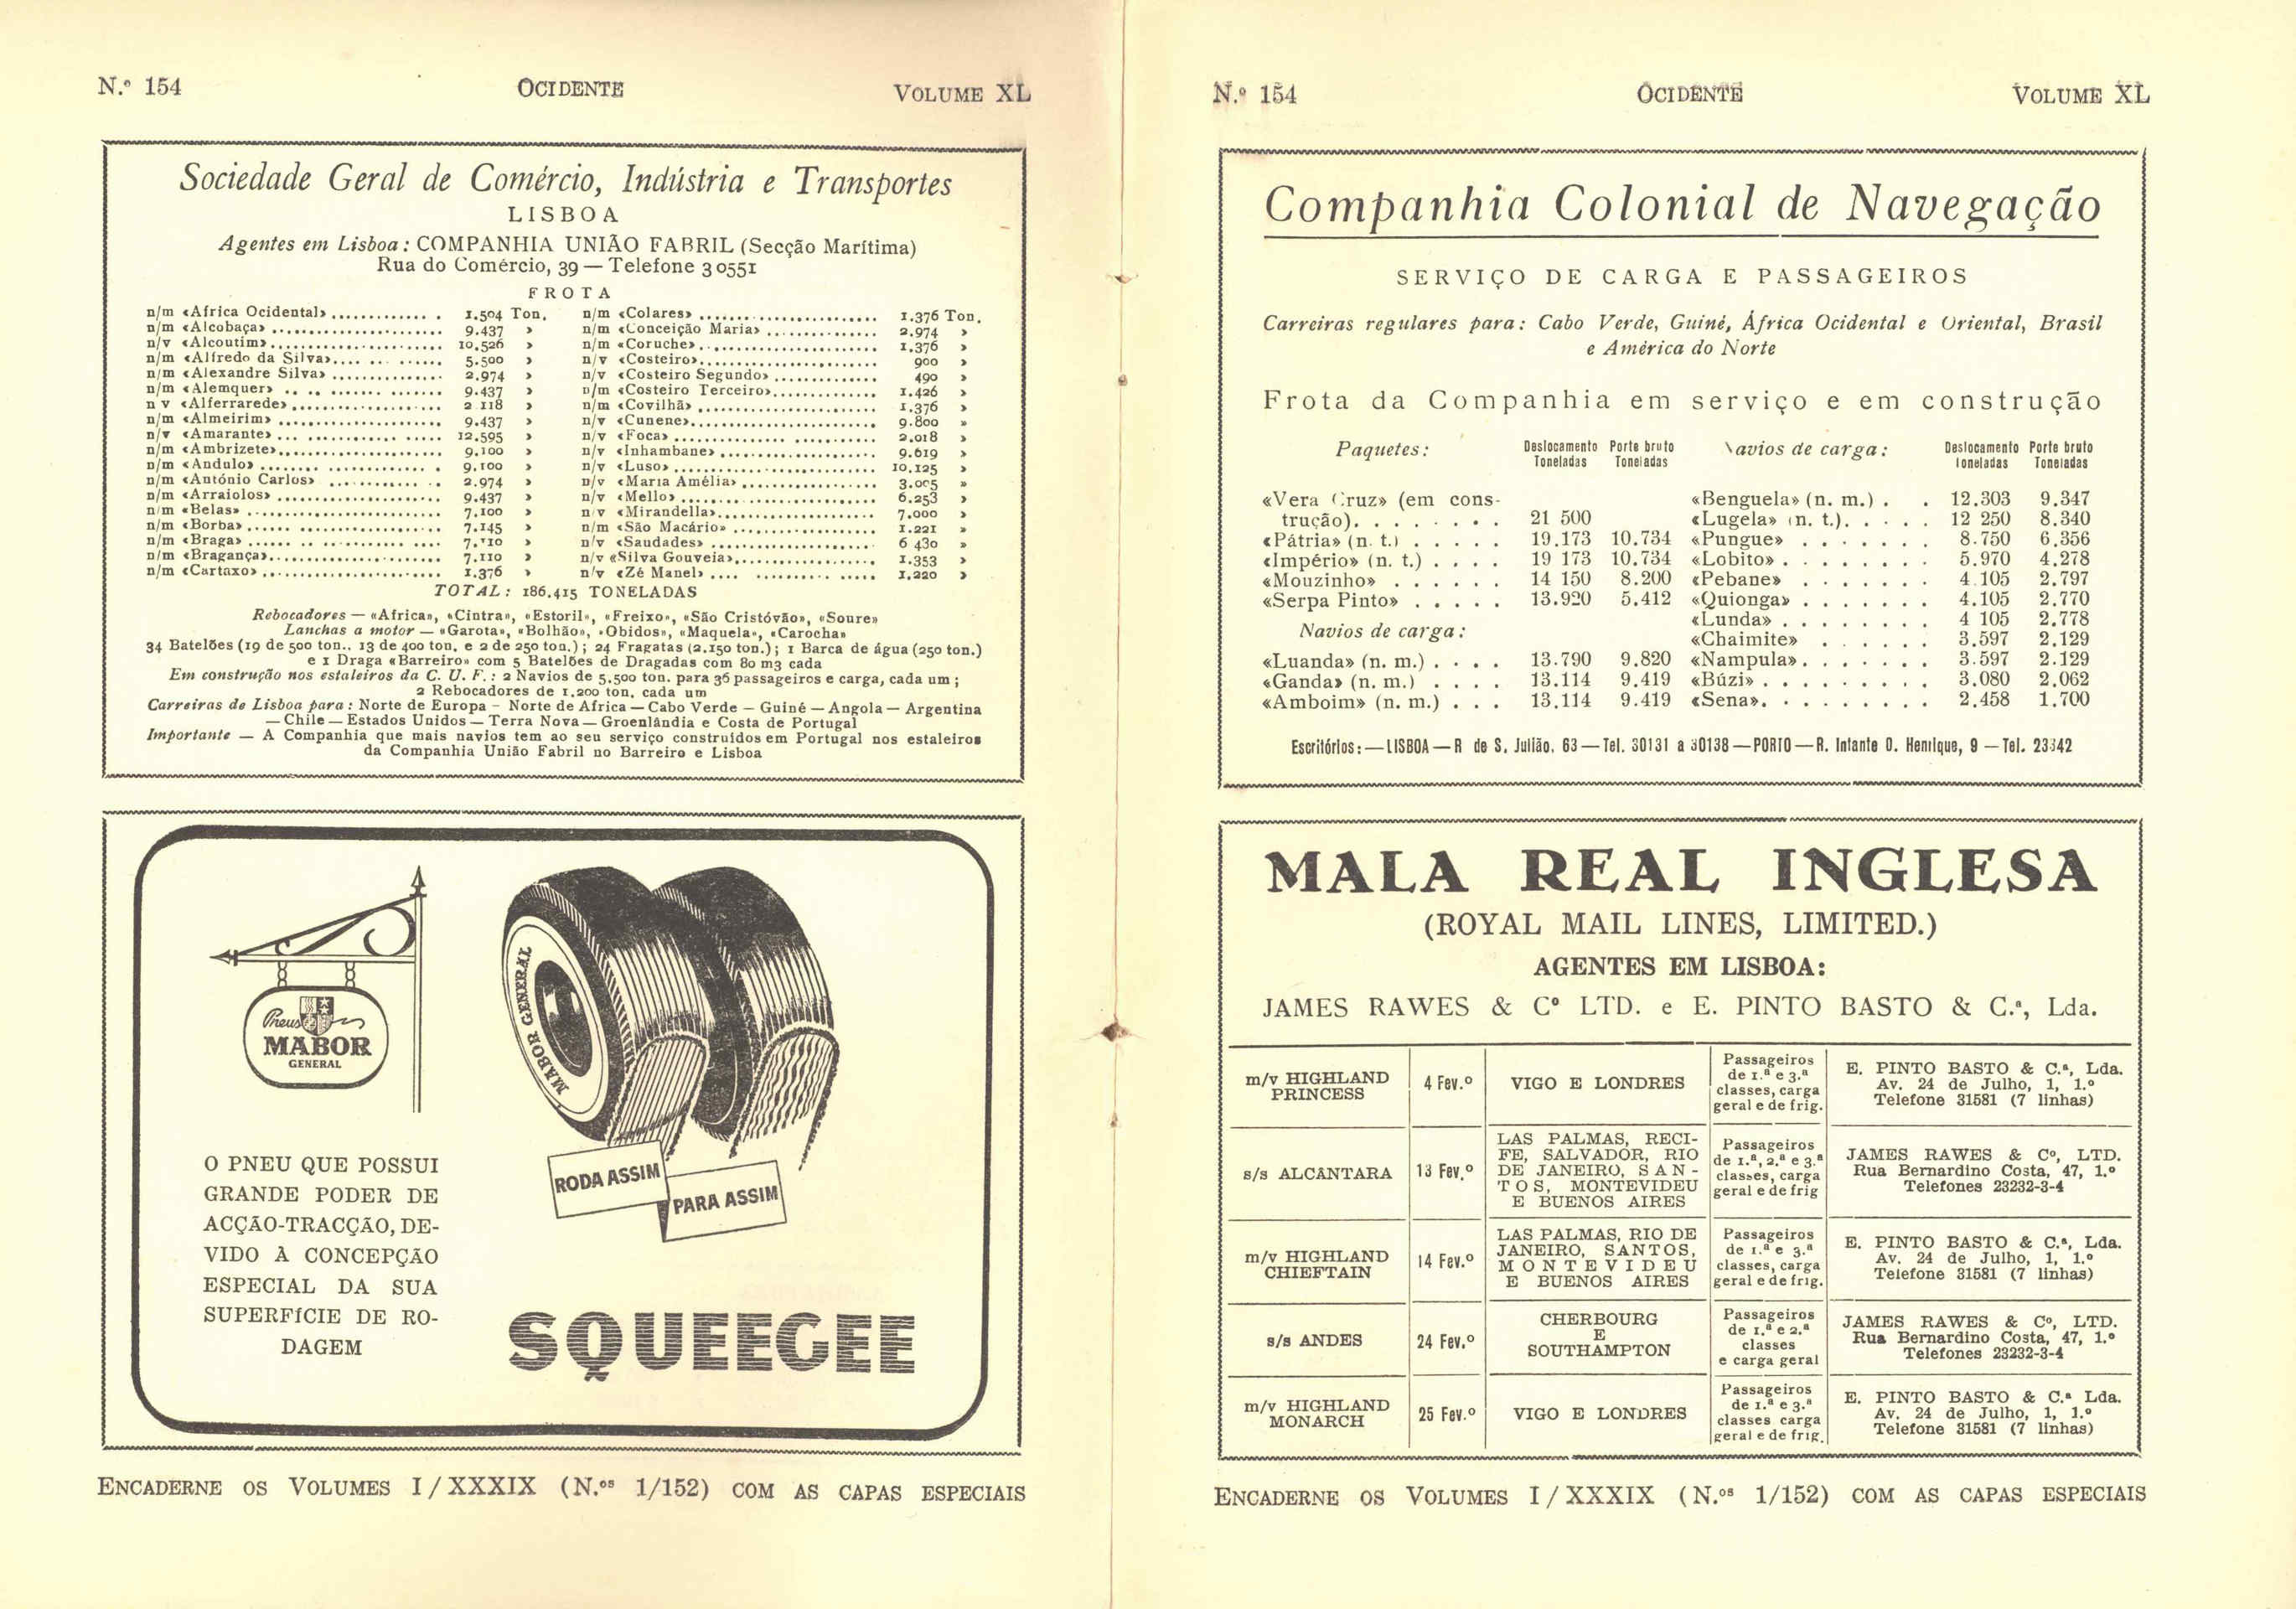 N.º 154 OCIDENTE VOLUME XL
Sociedade Geral de Comércio, Indústria e Transportes
LISBOA
Agentes em Lisboa: COMPANHIA UNIÃO FABRIL (Secção Marítima)
Rua do Comércio, 39 — Telefone 30551
FROTA
n/m «Africa Ocidental» .............. 1.504 Ton.
n/m «Alcobaça» ....................... 9.437 »
n/v «Alcoutim» ....................... 10.526 »
n/m «Alfredo da Silva» .... ... ...... 5.500 »
n/m «Alexandre Silva» ............... 2.974 »
n/m «Alemquer» .. .. ....... ....... 9.437 »
n v «Alferrarede» .................... 2 118 »
n/m «Almeirim» ...................... 9.437 »
n/v «Amarante» ... ............ ..... 12.595 »
n/m «Ambrizete» ...................... 9.100 »
n/m «Andulo» ....... ............. . 9.100 »
n/m «António Carlos» ........... .. 2.974 »
n/m «Arraiolos» ...................... 9.437 »
n/m «Belas» .......................... 7.100 »
n/m «Borba» ...... .................. 7.145 »
n/m «Braga» ...... .. ........... .... 7.110 »
n/m «Bragança» ....................... 7.110 »
n/m «Cartaxo» ........................ 1.376 »
n/m «Colares» ........................ 1.376 Ton.
n/m «Conceição Maria» ............... 2.974 »
n/m «Coruche» ........................ 1.376 »
n/v «Costeiro» ........................ 900 »
n/v «Costeiro Segundo» .............. 490 »
n/m «Costeiro Terceiro» .............. 1.426 »
n/m «Covilhã» ........................ 1.376 »
n/v «Cunene» ......................... 9.800 »
n/v «Foca» ................ ........... 2.018 »
n/v «Inhambane» ..................... 9.619 »
n/v «Luso» ........................... 10.125 »
n/v «Maria Amélia» .................. 3.005 »
n/v «Mello» .......................... 6.253 »
n/v «Mirandella» ..................... 7.000 »
n/m «São Macário» ................... 1.221 »
n/v «Saudades» ...................... 6 430 »
n/v «Silva Gouveia» ................... 1.353 »
n/v «Zé Manel» .... .......... ..... 1.220 »
TOTAL: 186.415 TONELADAS
Rebocadores — «Africa», «Cintra», «Estoril», «Freixo», «São Cristóvão», «Soure»
Lanchas a motor — «Garota», «Bolhão», «Obidos», «Maquela», «Carocha»
34 Batelões (19 de 500 ton., 13 de 400 ton. e 2 de 250 ton.); 24 Fragatas (2.150 ton.); 1 Barca de água (250 ton.)
e 1 Draga «Barreiro» com 5 Batelões de Dragadas com 80 m3 cada
Em construção nos estaleiros da C. U. F.: 2 Navios de 5.500 ton. para 36 passageiros e carga, cada um;
2 Rebocadores de 1.200 ton. cada um
Carreiras de Lisboa para: Norte de Europa – Norte de Africa — Cabo Verde — Guiné — Angola — Argentina
— Chile — Estados Unidos — Terra Nova — Groenlândia e Costa de Portugal
Importante — A Companhia que mais navios tem ao seu serviço construídos em Portugal nos estaleiros
da Companhia União Fabril no Barreiro e Lisboa
Pneus
MABOR
GENERAL
MABOR GENERAL
RODA ASSIM
PARA ASSIM
O PNEU QUE POSSUI
GRANDE PODER DE
ACÇÃO-TRACÇÃO, DE-
VIDO À CONCEPÇÃO
ESPECIAL DA SUA
SUPERFÍCIE DE RO-
DAGEM
SQUEEGEE
ENCADERNE OS VOLUMES I / XXXIX (N.os 1/152) COM AS CAPAS ESPECIAIS
N.º 154 OCIDENTE VOLUME XL
Companhia Colonial de Navegação
SERVIÇO DE CARGA E PASSAGEIROS
Carreiras regulares para: Cabo Verde, Guiné, África Ocidental e Oriental, Brasil
e América do Norte
Frota da Companhia em serviço e em construção
Paquetes: Deslocamento Toneladas Porte bruto Toneladas
«Vera Cruz» (em cons-
trução). . . . . . . . 21 500
«Pátria» (n. t.) . . . . . 19.173 10.734
«Império» (n. t.) . . . . 19 173 10.734
«Mouzinho» . . . . . . 14 150 8.200
«Serpa Pinto» . . . . . 13.920 5.412
Navios de carga:
«Luanda» (n. m.) . . . . 13.790 9.820
«Ganda» (n. m.) . . . . 13.114 9.419
«Amboim» (n. m.) . . . 13.114 9.419
Navios de carga: Deslocamento Toneladas Porte bruto Toneladas
«Benguela» (n. m.) . . 12.303 9.347
«Lugela» (n. t.). . . . . 12 250 8.340
«Pungue» . . . . . . . 8.750 6.356
«Lobito» . . . . . . . . 5.970 4.278
«Pebane» . . . . . . . 4.105 2.797
«Quionga» . . . . . . . 4.105 2.770
«Lunda» . . . . . . . . 4 105 2.778
«Chaimite» . . . . . . 3.597 2.129
«Nampula» . . . . . . . 3.597 2.129
«Búzi» . . . . . . . . . 3.080 2.062
«Sena». . . . . . . . . 2.458 1.700
Escritórios: — LISBOA — R de S. Julião, 63 — Tel. 30131 a 30138 — PORTO — R. Infante D. Henrique, 9 — Tel. 23342
MALA REAL INGLESA
(ROYAL MAIL LINES, LIMITED.)
AGENTES EM LISBOA:
JAMES RAWES & Cº LTD. e E. PINTO BASTO & C.ª, Lda.
m/v HIGHLAND
PRINCESS
4 Fev.º
VIGO E LONDRES
Passageiros
de 1.ª e 3.ª
classes, carga
geral e de frig.
E. PINTO BASTO & C.ª, Lda.
Av. 24 de Julho, 1, 1.º
Telefone 31581 (7 linhas)
s/s ALCÂNTARA
13 Fev.º
LAS PALMAS, RECI-
FE, SALVADOR, RIO
DE JANEIRO, SAN-
TOS, MONTEVIDEU
E BUENOS AIRES
Passageiros
de 1.ª, 2.ª e 3.ª
classes, carga
geral e de frig
JAMES RAWES & Cº, LTD.
Rua Bernardino Costa, 47, 1.º
Telefones 23232-3-4
m/v HIGHLAND
CHIEFTAIN
14 Fev.º
LAS PALMAS, RIO DE
JANEIRO, SANTOS,
MONTEVIDEU
E BUENOS AIRES
Passageiros
de 1.ª e 3.ª
classes, carga
geral e de frig.
E. PINTO BASTO & C.ª, Lda.
Av. 24 de Julho, 1, 1.º
Telefone 31581 (7 linhas)
s/s ANDES
24 Fev.º
CHERBOURG
E
SOUTHAMPTON
Passageiros
de 1.ª e 2.ª
classes
e carga geral
JAMES RAWES & Cº, LTD.
Rua Bernardino Costa, 47, 1.º
Telefones 23232-3-4
m/v HIGHLAND
MONARCH
25 Fev.º
VIGO E LONDRES
Passageiros
de 1.ª e 3.ª
classes carga
geral e de frig.
E. PINTO BASTO & C.ª Lda.
Av. 24 de Julho, 1, 1.º
Telefone 31581 (7 linhas)
ENCADERNE OS VOLUMES I / XXXIX (N.os 1/152) COM AS CAPAS ESPECIAIS